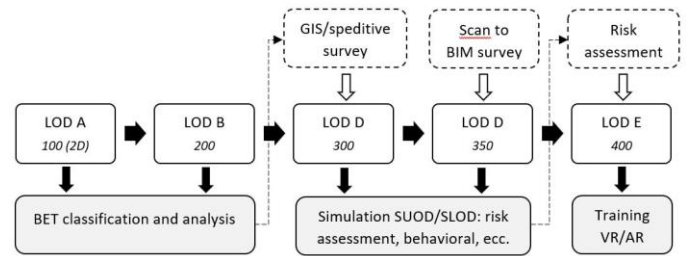 GIS/speditive
survey
Scan to
BIM survey
Risk
assessment
LOD A
100 (2D)
LOD B
200
LOD D
300
LOD D
350
LOD E
400
BET classification and analysis
Simulation SUOD/SLOD: risk
assessment, behavioral, ecc.
Training
VR/AR